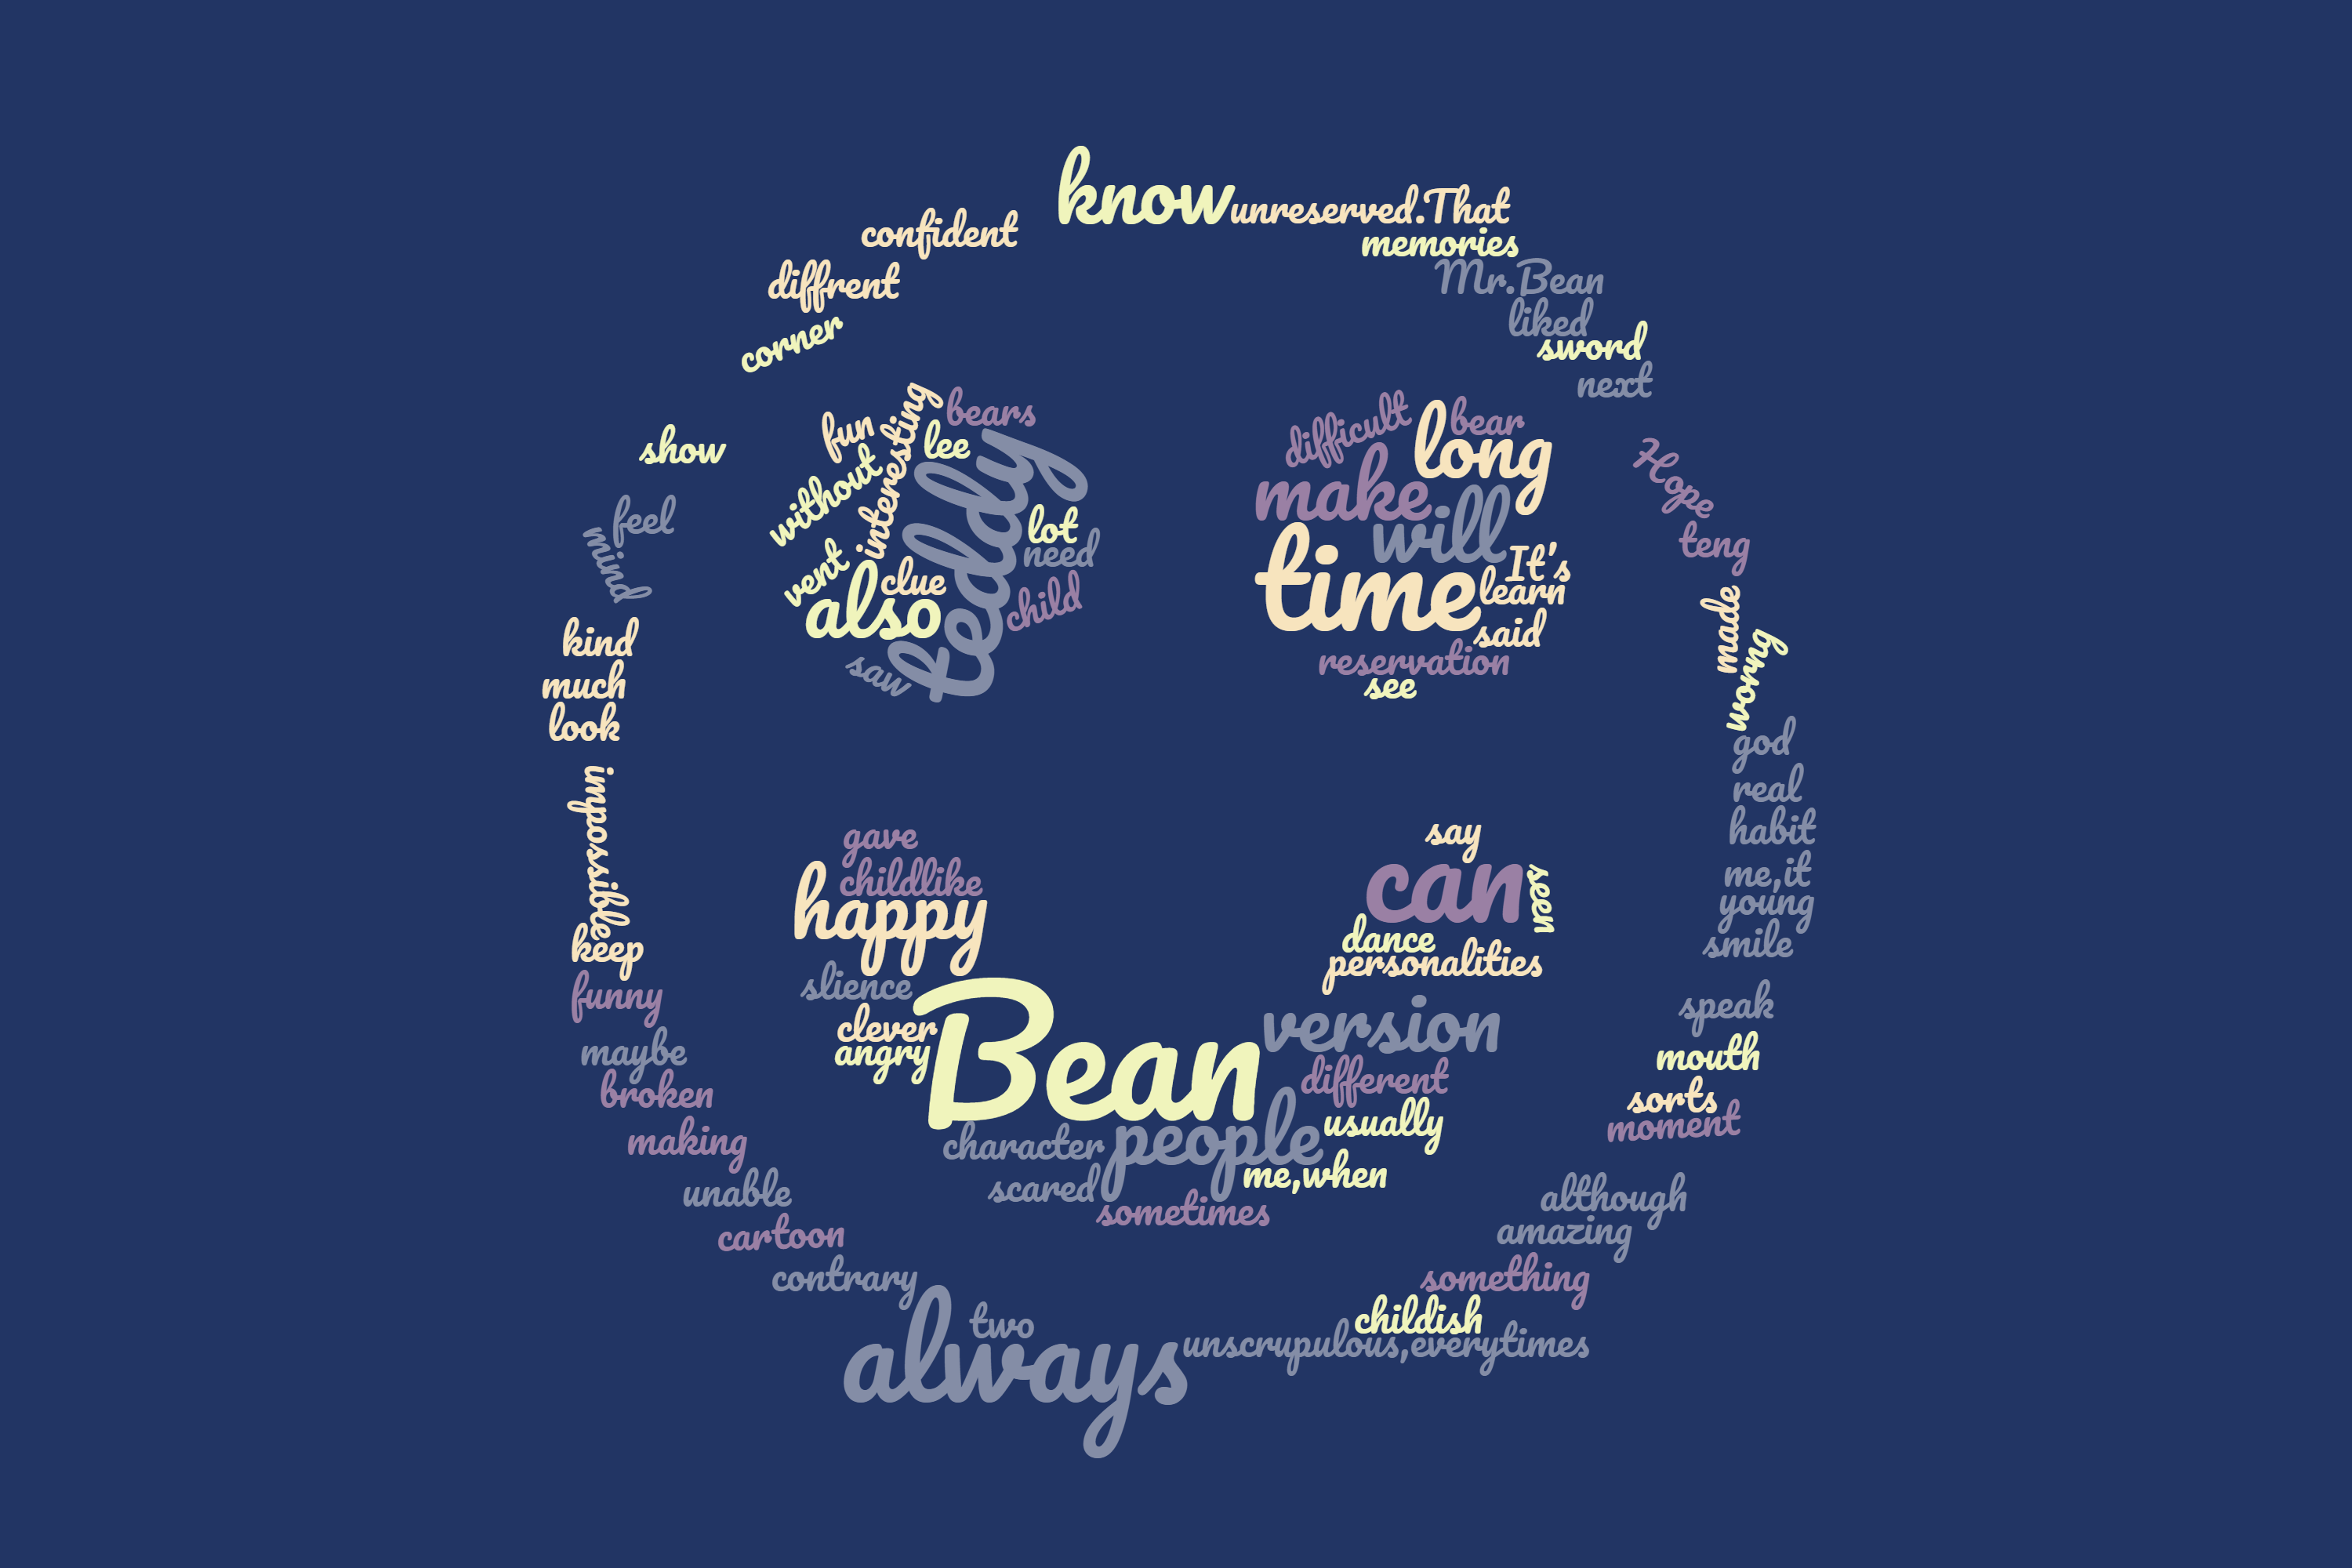 know
unreserved.That
confident
memories
diffrent
Mr.Bean
liked
corner
sword
next
show
fun
interesting
bears
lee
without
teddy
lot
need
vent
clue
also
child
saw
difficult
bear
long
make
will
time
It's
learn
said
reservation
see
Hope
teng
made
wrong
feel
mind
kind
much
look
impossible
keep
funny
maybe
broken
making
unable
cartoon
contrary
god
real
habit
me,it
young
smile
speak
mouth
sorts
moment
although
amazing
something
childish
unscrupulous,everytimes
two
always
gave
childlike
happy
slience
clever
angry
Bean
say
can
seen
dance
personalities
version
different
usually
people
character
me,when
scared
sometimes